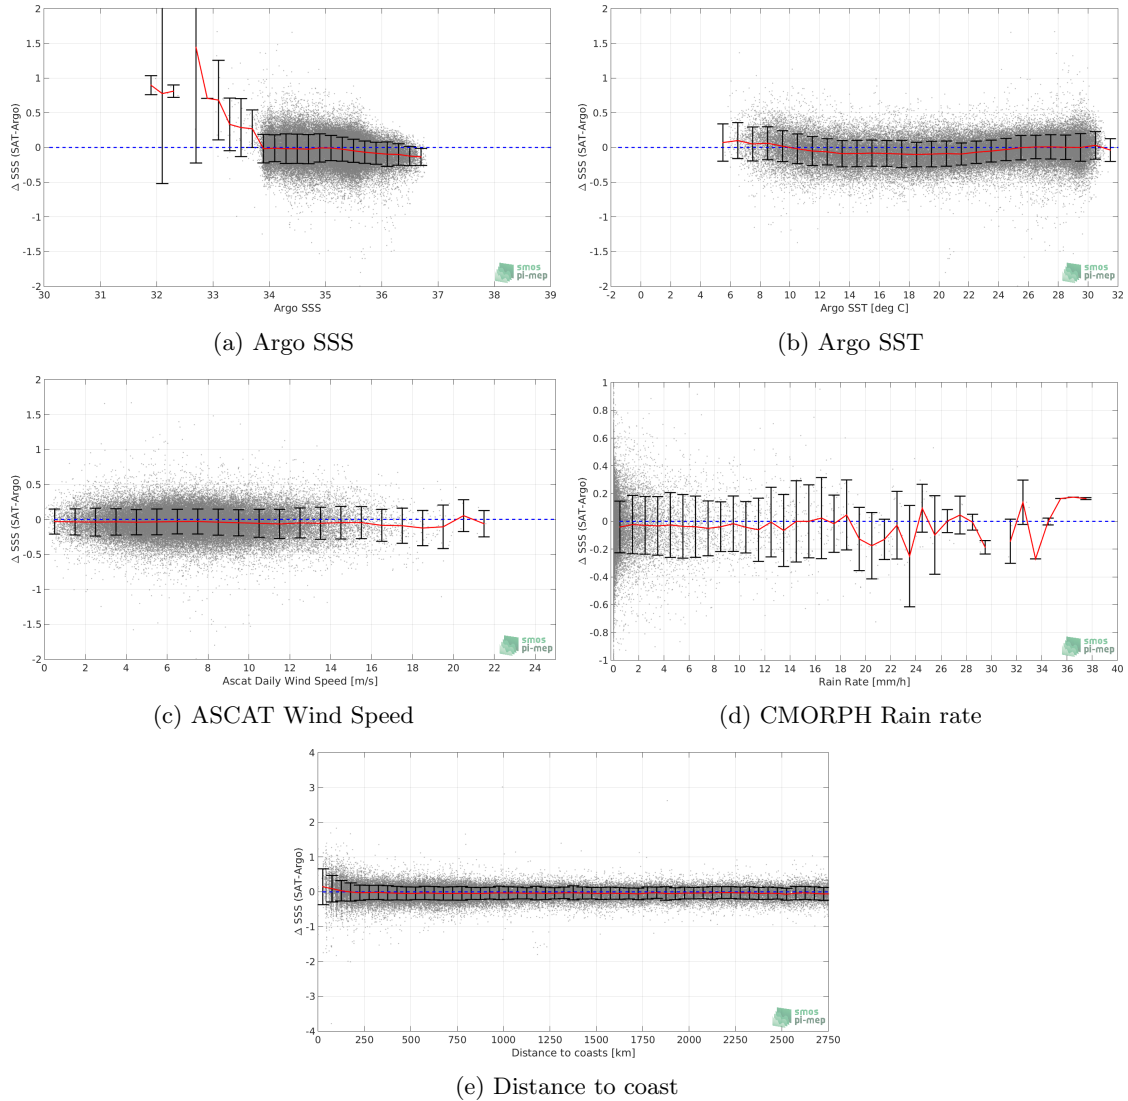 2
1.5
1
0.5
0
-0.5
-1
-1.5
-2
Δ SSS (SAT-Argo)
30 31 32 33 34 35 36 37 38 39
Argo SSS
smos
pi-mep
(a) Argo SSS
2
1.5
1
0.5
0
-0.5
-1
-1.5
-2
Δ SSS (SAT-Argo)
-2 0 2 4 6 8 10 12 14 16 18 20 22 24 26 28 30 32
Argo SST [deg C]
smos
pi-mep
(b) Argo SST
2
1.5
1
0.5
0
-0.5
-1
-1.5
-2
Δ SSS (SAT-Argo)
0 2 4 6 8 10 12 14 16 18 20 22 24
Ascat Daily Wind Speed [m/s]
smos
pi-mep
(c) ASCAT Wind Speed
1
0.8
0.6
0.4
0.2
0
-0.2
-0.4
-0.6
-0.8
-1
Δ SSS (SAT-Argo)
0 2 4 6 8 10 12 14 16 18 20 22 24 26 28 30 32 34 36 38 40
Rain Rate [mm/h]
smos
pi-mep
(d) CMORPH Rain rate
4
3
2
1
0
-1
-2
-3
-4
Δ SSS (SAT-Argo)
0 250 500 750 1000 1250 1500 1750 2000 2250 2500 2750
Distance to coasts [km]
smos
pi-mep
(e) Distance to coast